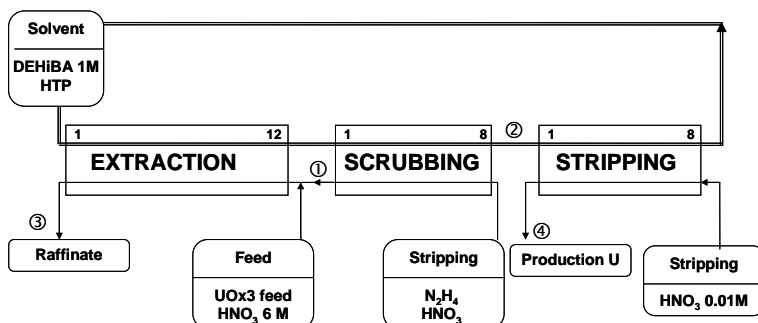 Solvent
DEHiBA 1M
HTP
1 12
1 8
②
1 8
EXTRACTION
①
SCRUBBING
STRIPPING
③
Raffinate
Feed
UOx3 feed
HNO₃ 6 M
Stripping
N₂H₄
HNO₃
④
Production U
Stripping
HNO₃ 0.01M